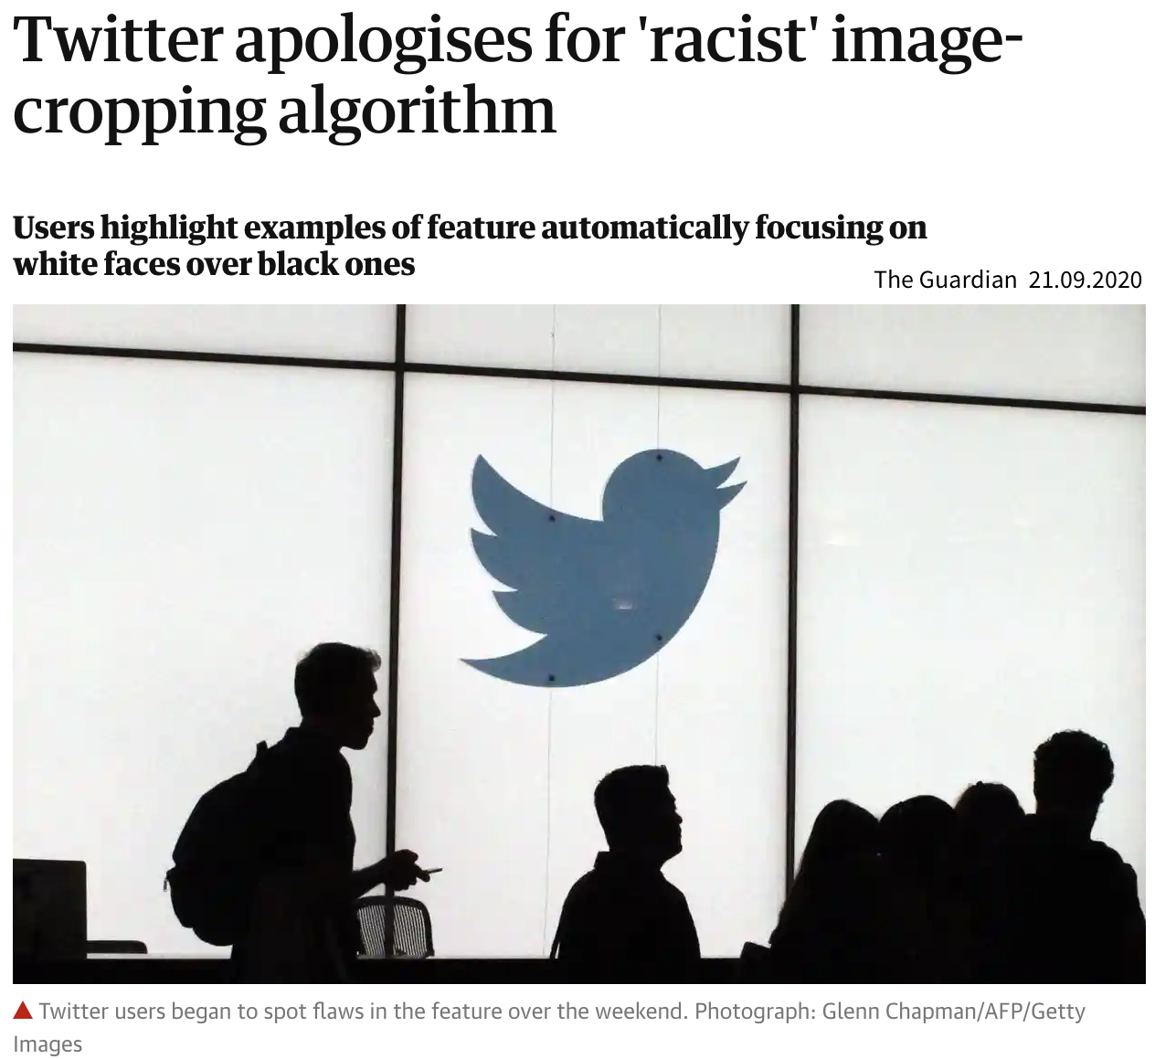 Twitter apologises for 'racist' image-
cropping algorithm
Users highlight examples of feature automatically focusing on
white faces over black ones
The Guardian 21.09.2020
Twitter users began to spot flaws in the feature over the weekend. Photograph: Glenn Chapman/AFP/Getty
Images